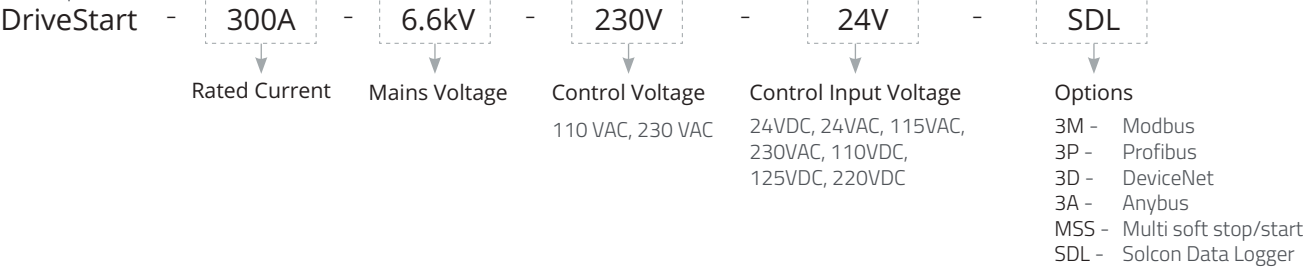 DriveStart - 300A - 6.6kV - 230V - 24V - SDL
Rated Current
Mains Voltage
Control Voltage
110 VAC, 230 VAC
Control Input Voltage
24VDC, 24VAC, 115VAC,
230VAC, 110VDC,
125VDC, 220VDC
Options
3M - Modbus
3P - Profibus
3D - DeviceNet
3A - Anybus
MSS - Multi soft stop/start
SDL - Solcon Data Logger